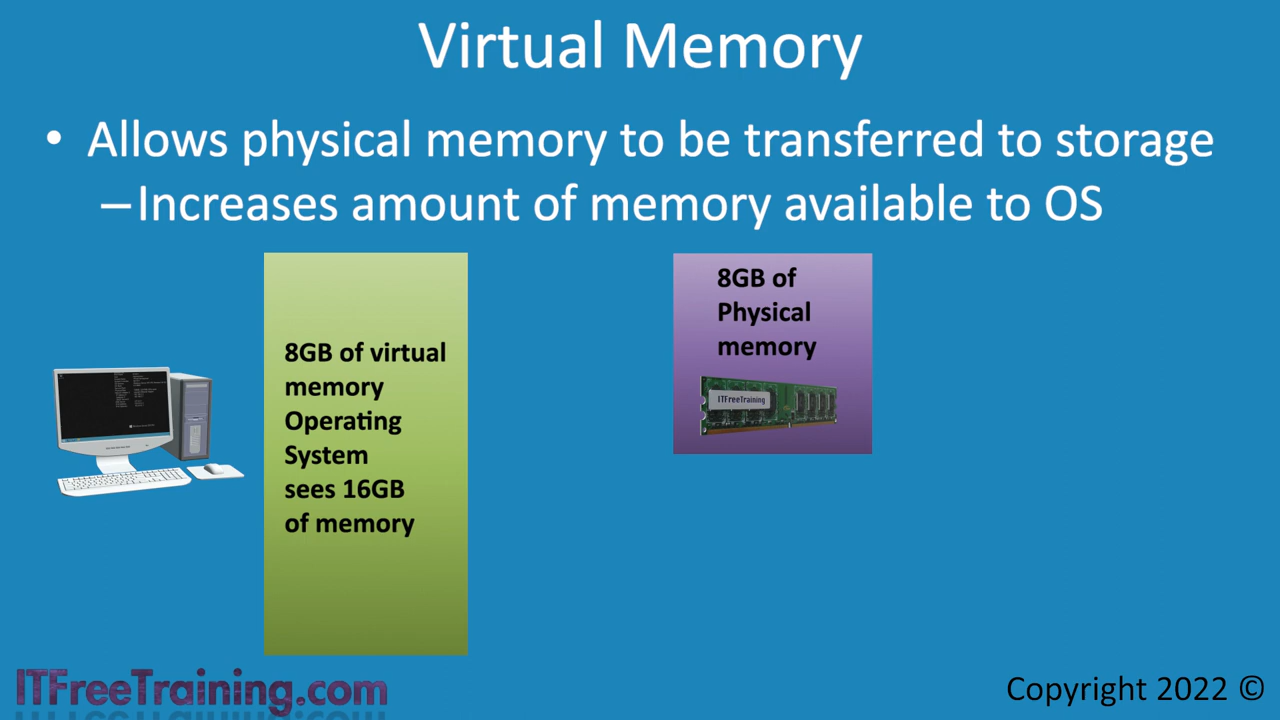 Virtual Memory
• Allows physical memory to be transferred to storage
–Increases amount of memory available to OS
8GB of virtual
memory
Operating
System
sees 16GB
of memory
8GB of
Physical
memory
ITFreeTraining
ITFreeTraining.com
Copyright 2022 ©